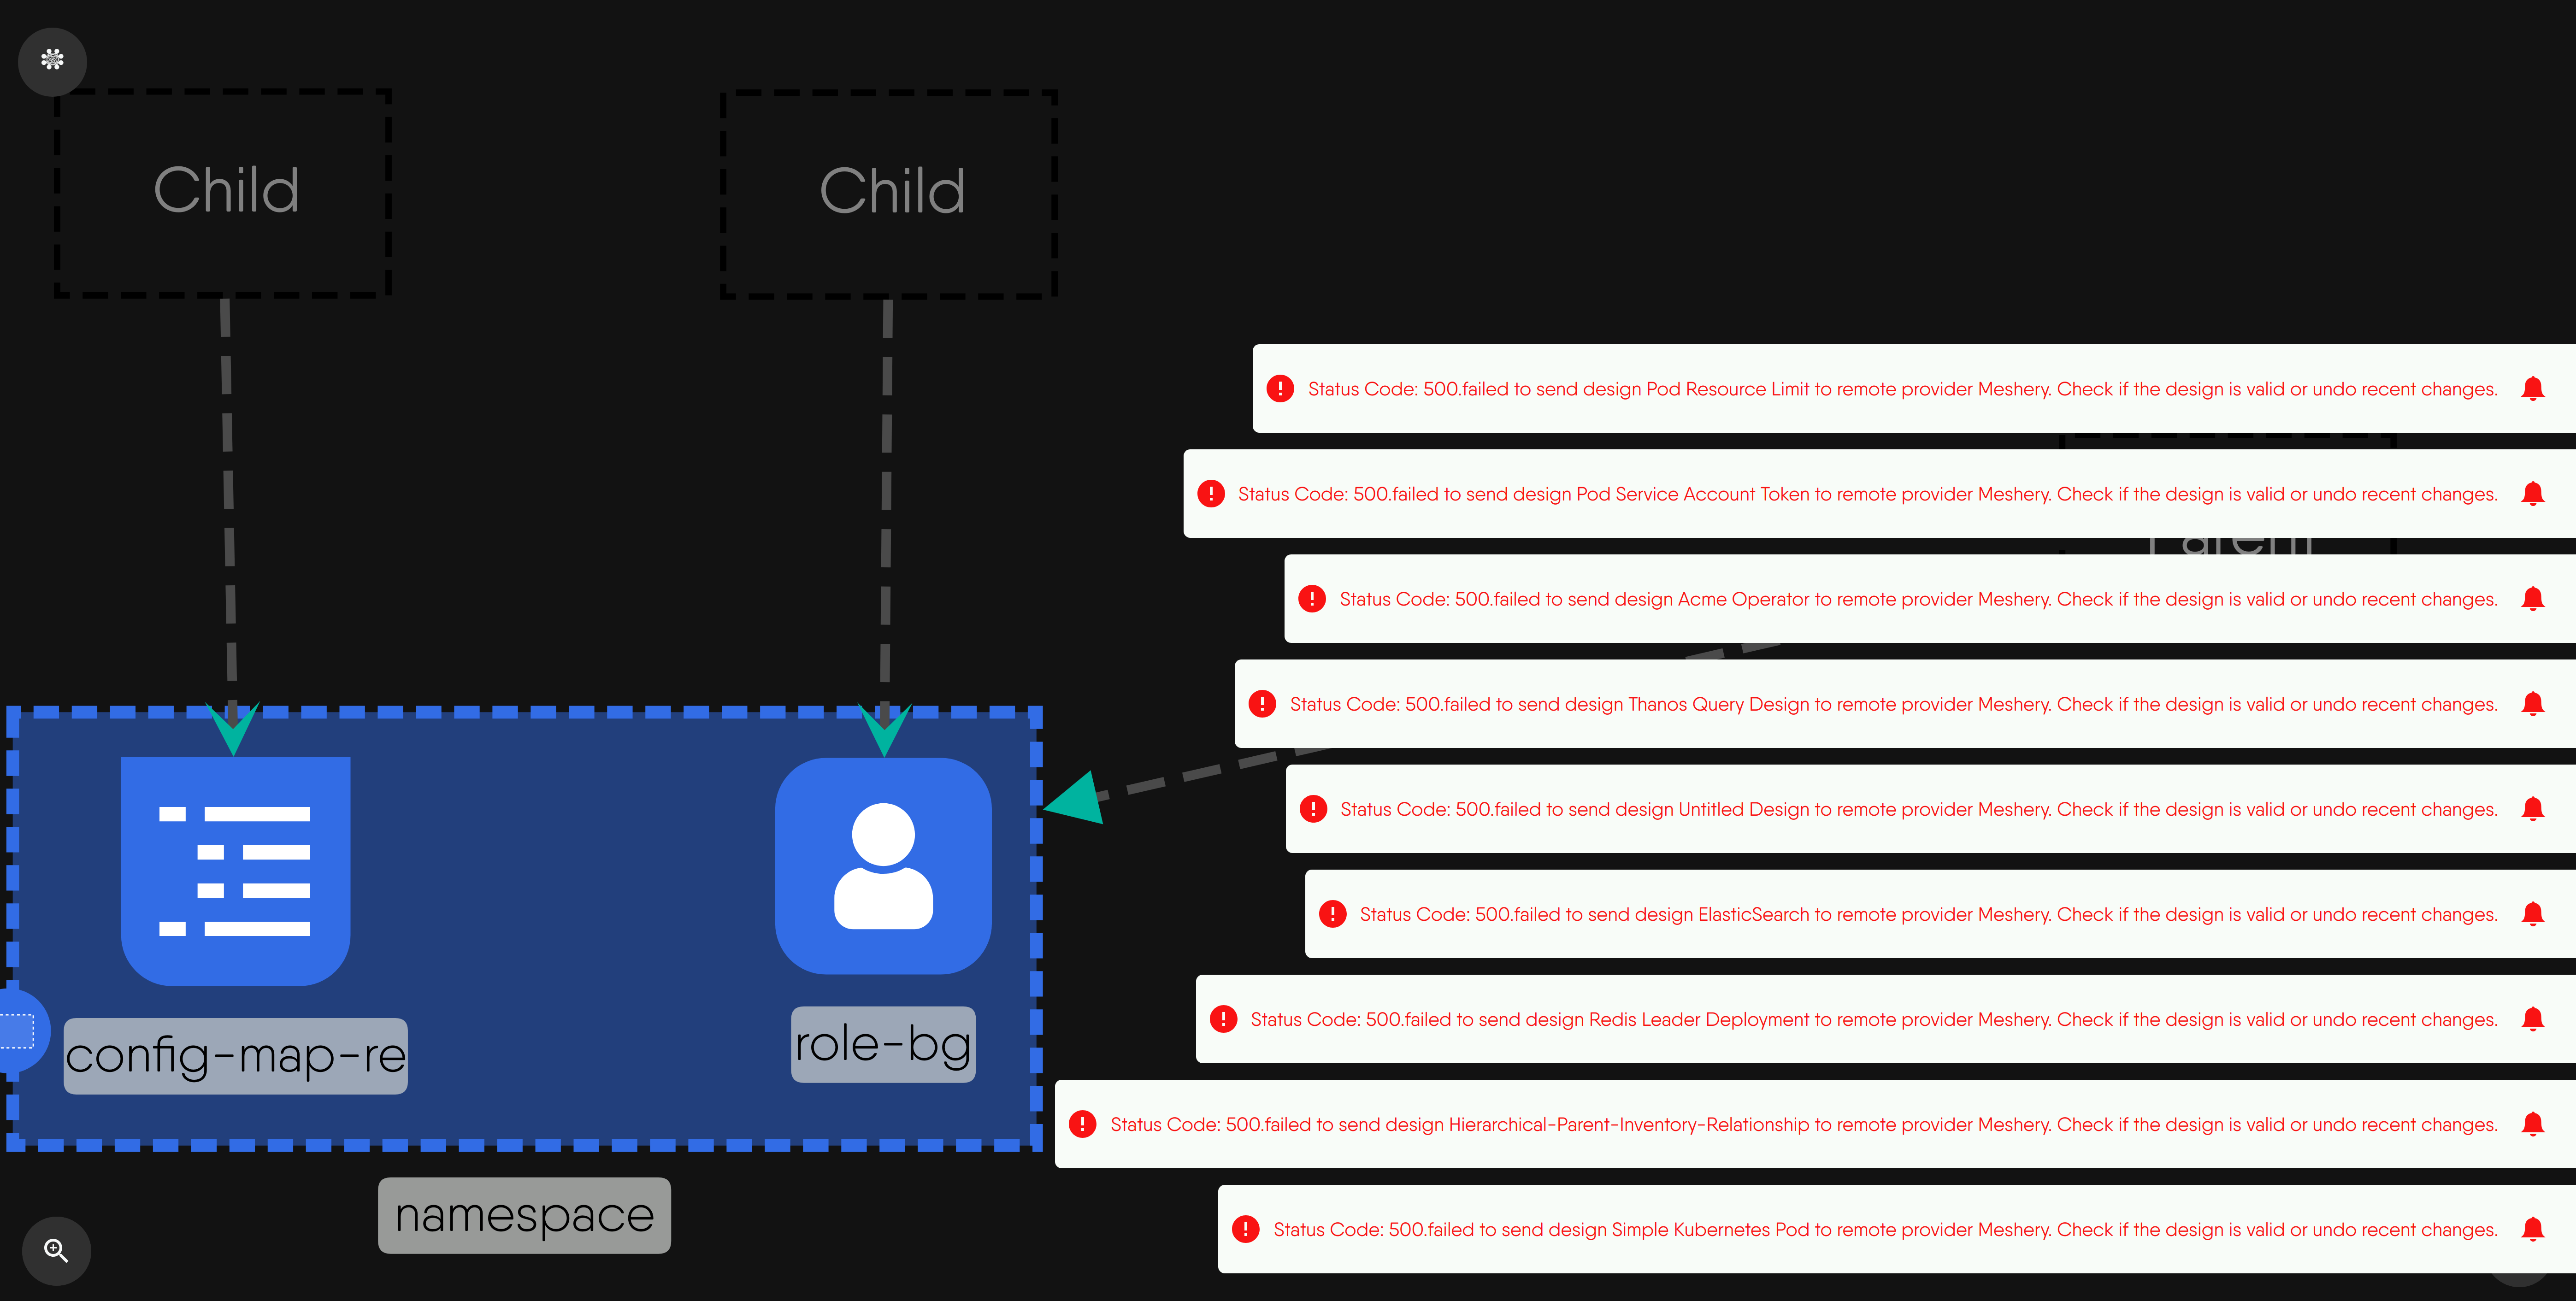 Child
Child
Status Code: 500.failed to send design Pod Resource Limit to remote provider Meshery. Check if the design is valid or undo recent changes.
Status Code: 500.failed to send design Pod Service Account Token to remote provider Meshery. Check if the design is valid or undo recent changes.
Parent
Status Code: 500.failed to send design Acme Operator to remote provider Meshery. Check if the design is valid or undo recent changes.
Status Code: 500.failed to send design Thanos Query Design to remote provider Meshery. Check if the design is valid or undo recent changes.
Status Code: 500.failed to send design Untitled Design to remote provider Meshery. Check if the design is valid or undo recent changes.
Status Code: 500.failed to send design ElasticSearch to remote provider Meshery. Check if the design is valid or undo recent changes.
Status Code: 500.failed to send design Redis Leader Deployment to remote provider Meshery. Check if the design is valid or undo recent changes.
Status Code: 500.failed to send design Hierarchical-Parent-Inventory-Relationship to remote provider Meshery. Check if the design is valid or undo recent changes.
Status Code: 500.failed to send design Simple Kubernetes Pod to remote provider Meshery. Check if the design is valid or undo recent changes.
config-map-re
role-bg
namespace